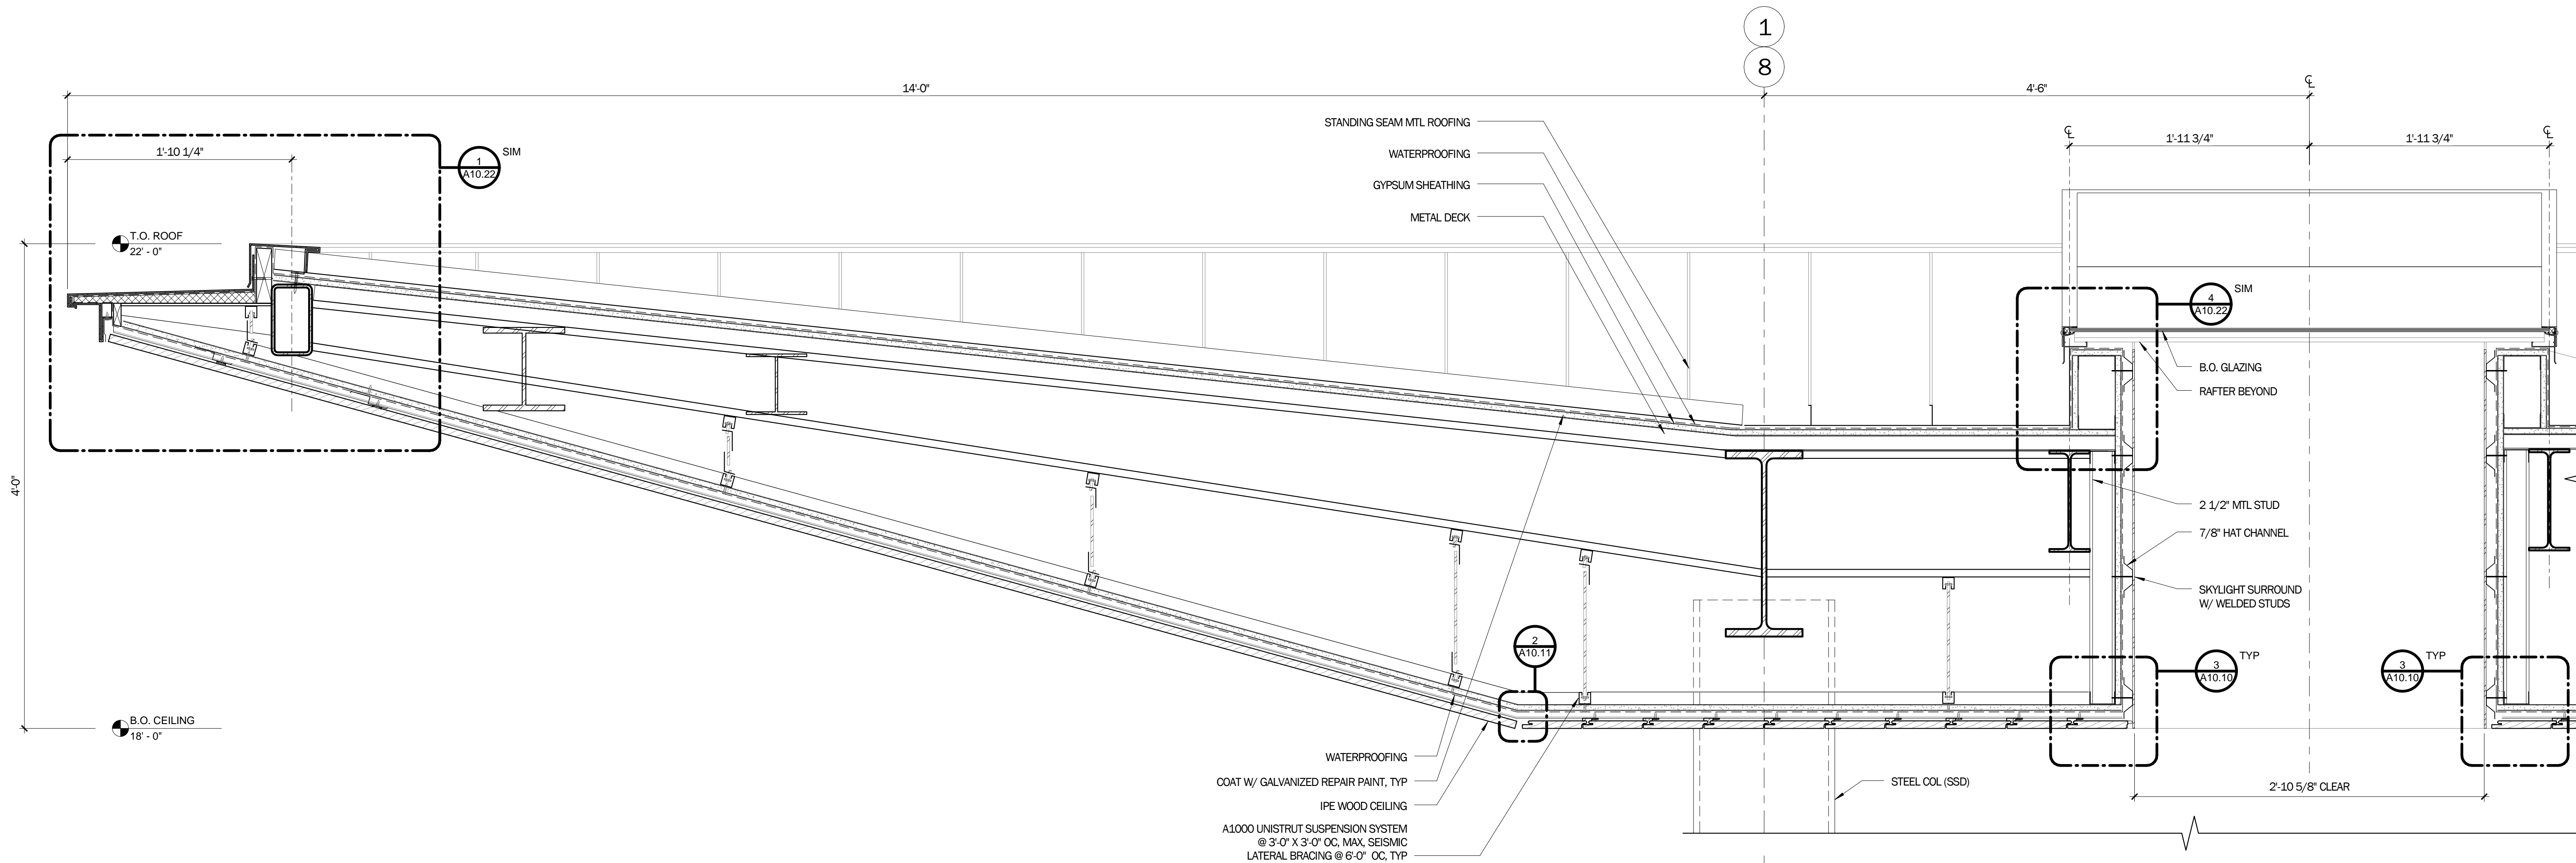 1
8
14'-0"
4'-6"
℄
STANDING SEAM MTL ROOFING
WATERPROOFING
GYPSUM SHEATHING
METAL DECK
℄
1'-11 3/4"
1'-11 3/4"
℄
1'-10 1/4"
1
A10.22
SIM
T.O. ROOF
22' - 0"
4
A10.22
SIM
B.O. GLAZING
RAFTER BEYOND
4'-0"
2 1/2" MTL STUD
7/8" HAT CHANNEL
SKYLIGHT SURROUND
W/ WELDED STUDS
2
A10.11
3
A10.10
TYP
3
A10.10
TYP
B.O. CEILING
18' - 0"
WATERPROOFING
COAT W/ GALVANIZED REPAIR PAINT, TYP
IPE WOOD CEILING
A1000 UNISTRUT SUSPENSION SYSTEM
@ 3'-0" X 3'-0" OC, MAX, SEISMIC
LATERAL BRACING @ 6'-0" OC, TYP
STEEL COL (SSD)
2'-10 5/8" CLEAR